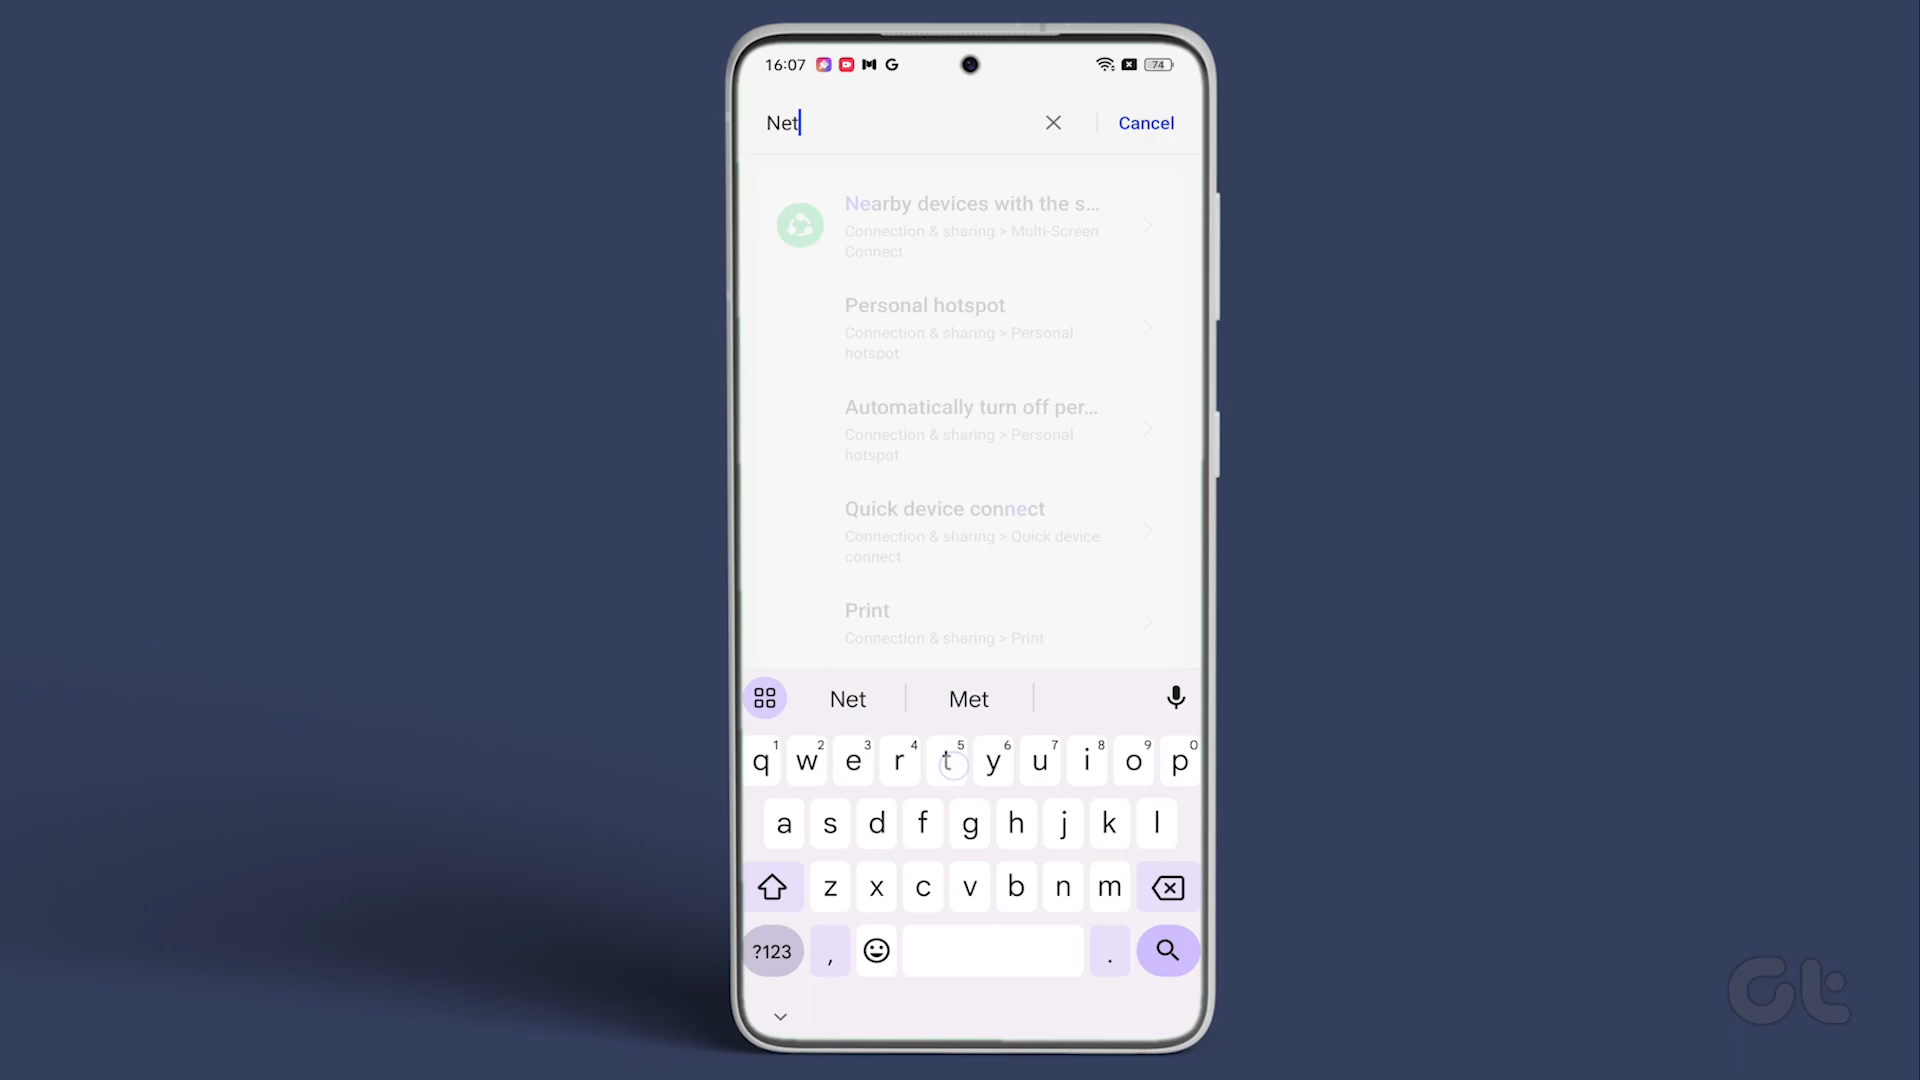 16:07 G 74
Net Cancel
Nearby devices with the s...
Connection & sharing > Multi-Screen
Connect
Personal hotspot
Connection & sharing > Personal
hotspot
Automatically turn off per...
Connection & sharing > Personal
hotspot
Quick device connect
Connection & sharing > Quick device
connect
Print
Connection & sharing > Print
Net Met
1 2 3 4 5 6 7 8 9 0
q w e r t y u i o p
a s d f g h j k l
z x c v b n m
?123 , .
Gt